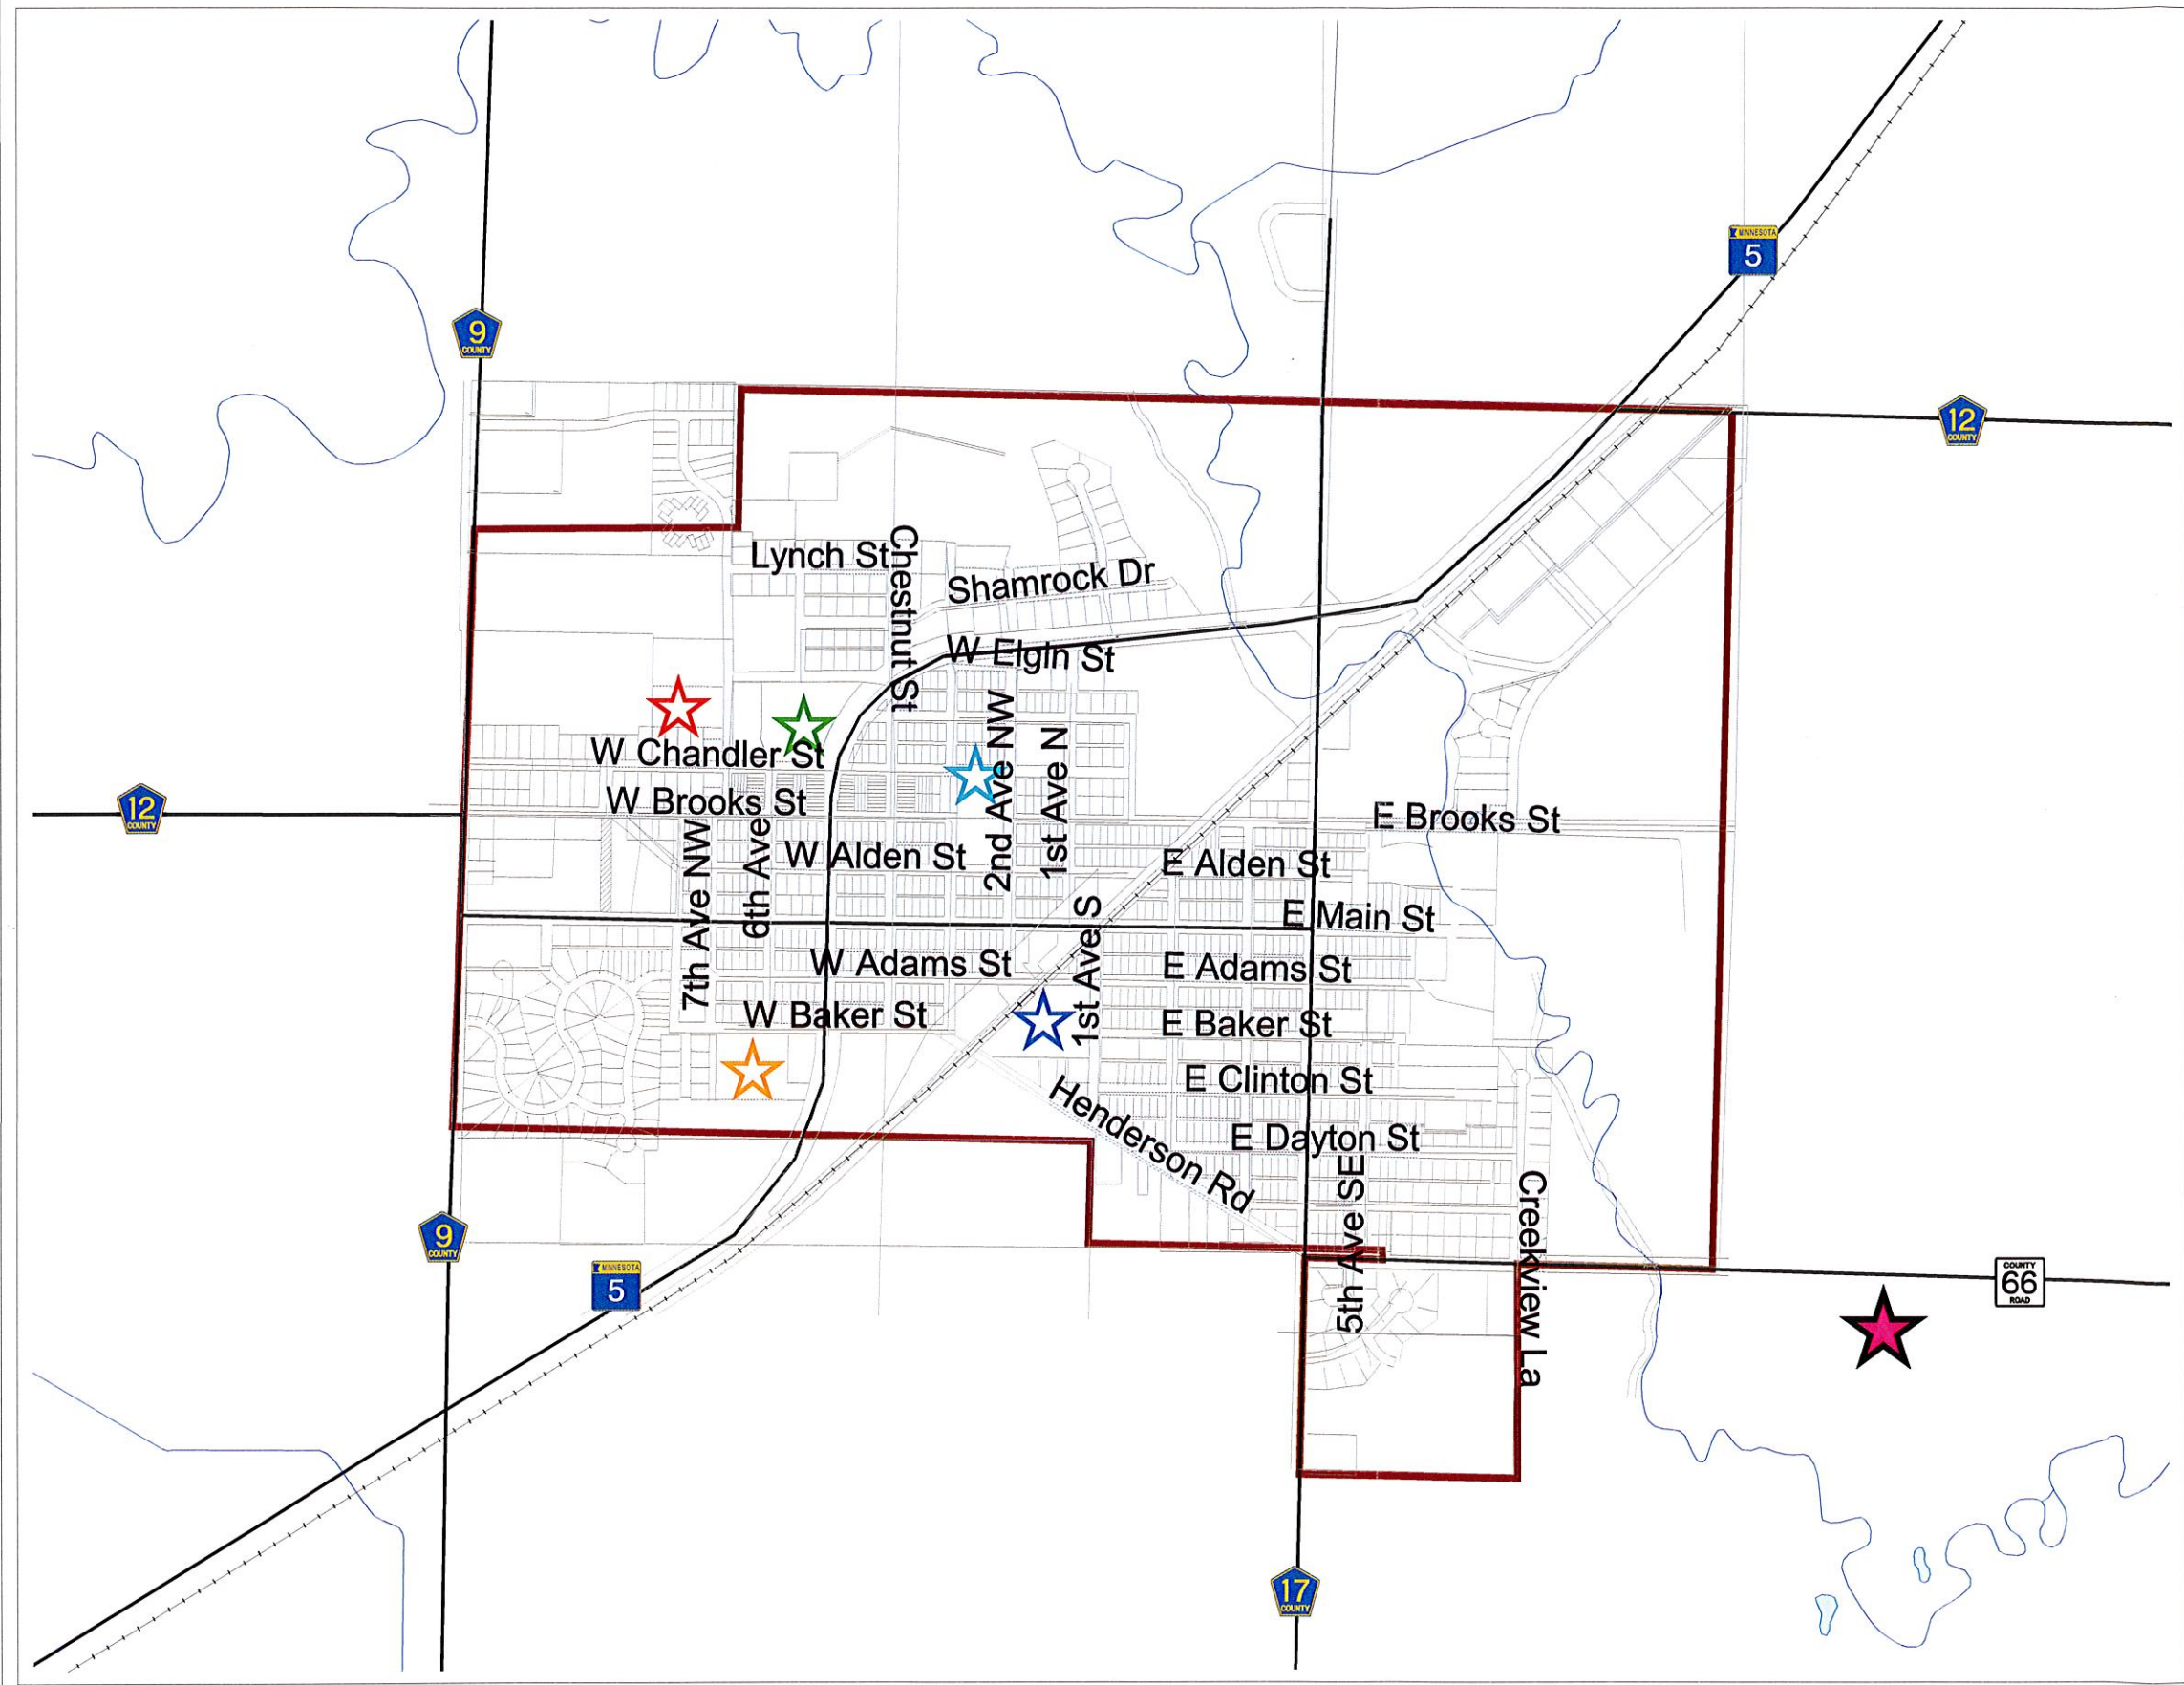 MINNESOTA
5
9
COUNTY
12
COUNTY
Lynch St
Chestnut St
Shamrock Dr
W Elgin St
W Chandler St
2nd Ave NW
1st Ave N
12
COUNTY
W Brooks St
E Brooks St
7th Ave NW
6th Ave
W Alden St
E Alden St
1st Ave S
E Main St
W Adams St
E Adams St
W Baker St
E Baker St
E Clinton St
Henderson Rd
E Dayton St
5th Ave SE
Creekview La
9
COUNTY
MINNESOTA
5
COUNTY
66
ROAD
17
COUNTY